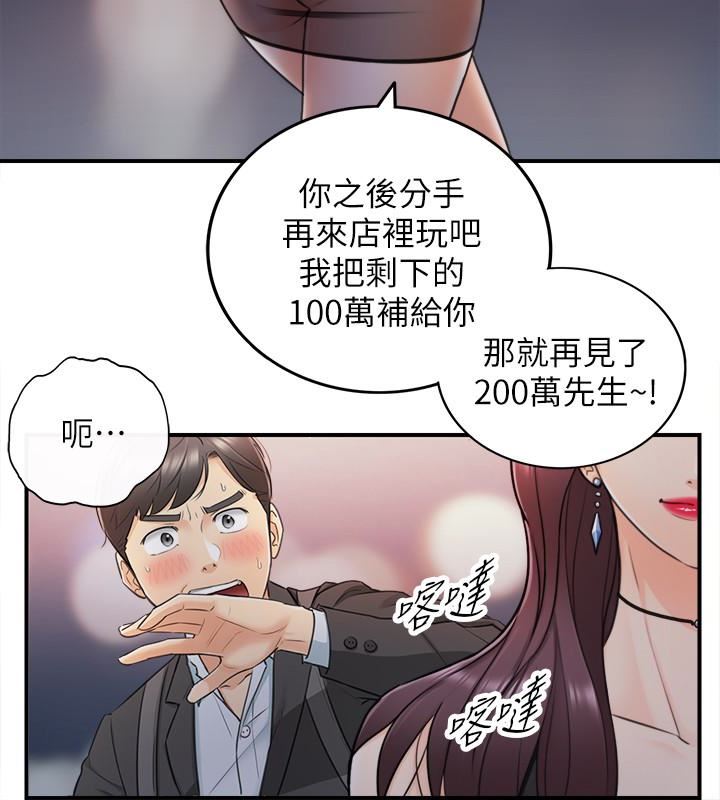 你之後分手
再來店裡玩吧
我把剩下的
100萬補給你
那就再見了
200萬先生~!
呃…
喀噠
喀噠